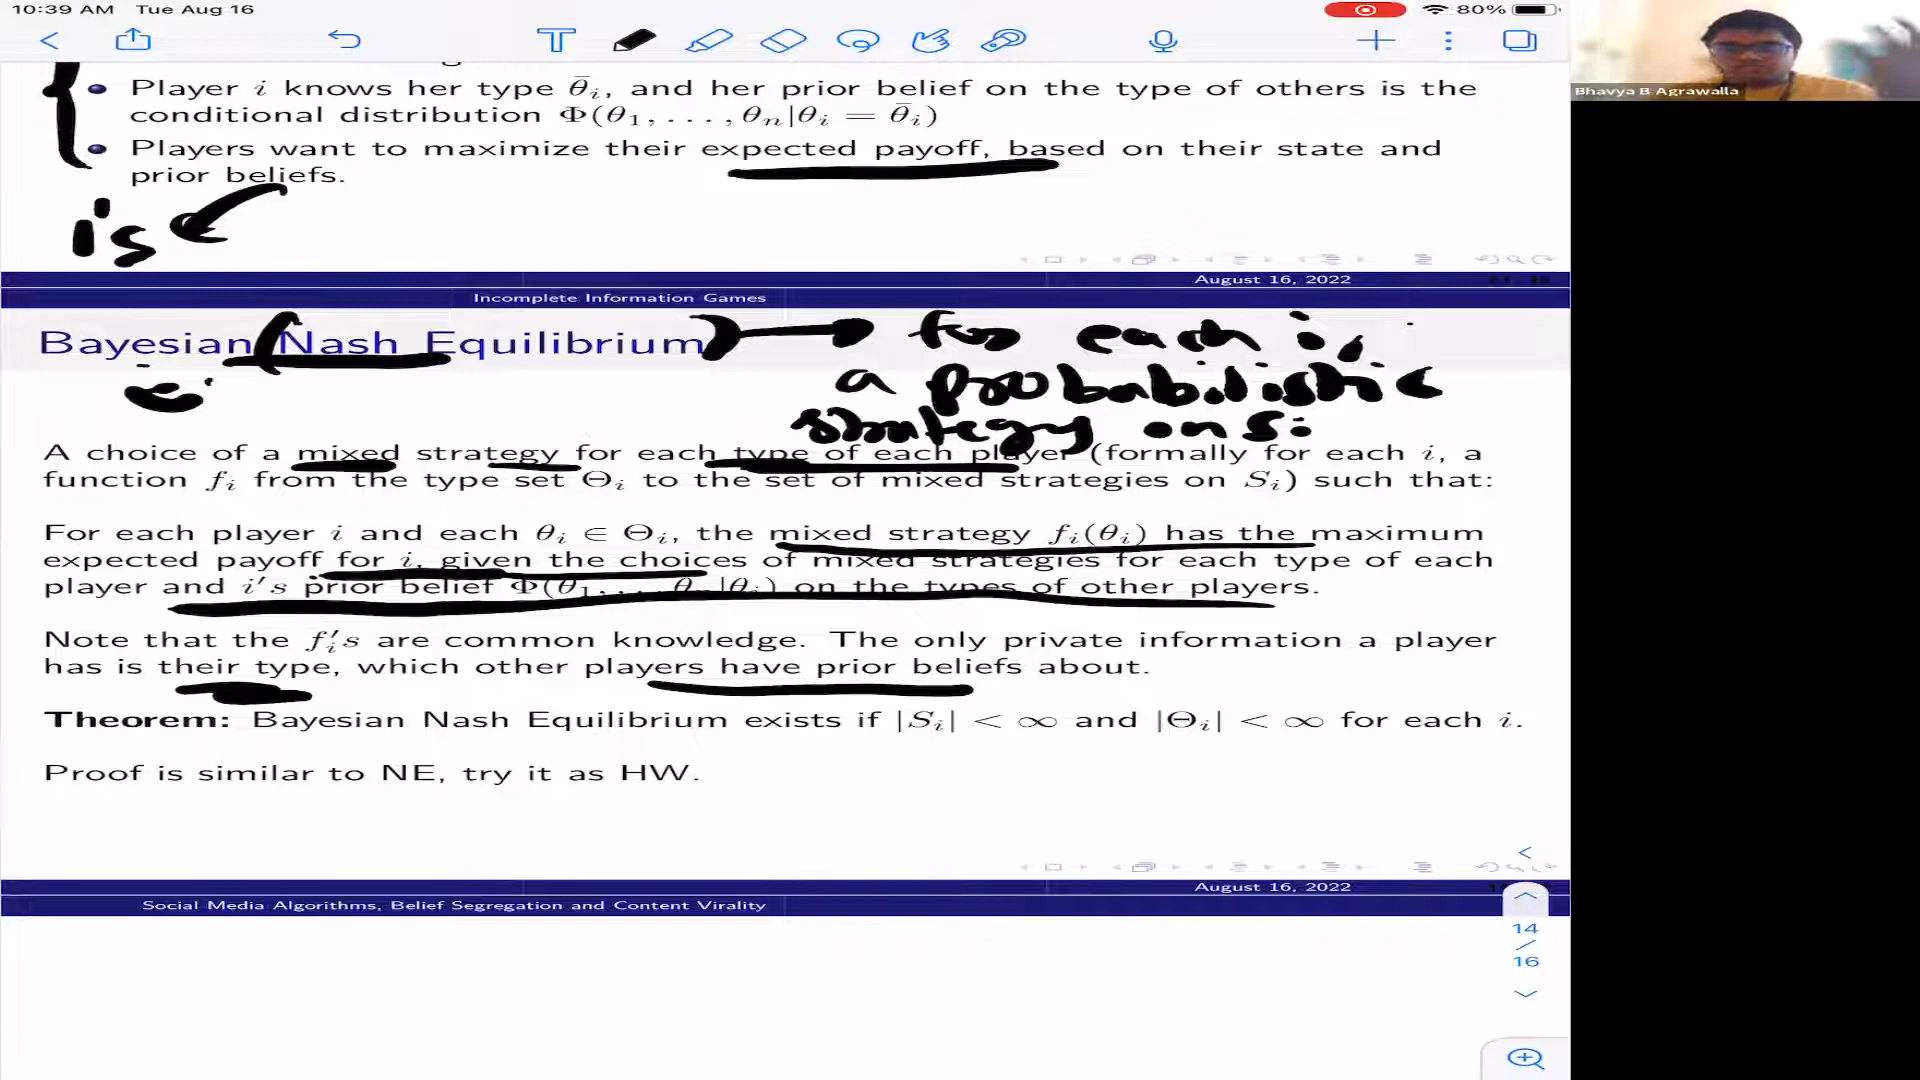 10:39 AM Tue Aug 16
80%
Bhavya B Agrawalla
• Player i knows her type θ̄ᵢ, and her prior belief on the type of others is the
conditional distribution Φ(θ₁, . . . , θₙ|θᵢ = θ̄ᵢ)
• Players want to maximize their expected payoff, based on their state and
prior beliefs.
i's
August 16, 2022
Incomplete Information Games
Bayesian (Nash Equilibrium) → for each i,
a probabilistic
strategy on Sᵢ
A choice of a mixed strategy for each type of each player (formally for each i, a
function fᵢ from the type set Θᵢ to the set of mixed strategies on Sᵢ) such that:
For each player i and each θᵢ ∈ Θᵢ, the mixed strategy fᵢ(θᵢ) has the maximum
expected payoff for i, given the choices of mixed strategies for each type of each
player and i's prior belief Φ(θ₁, . . . θₙ|θᵢ) on the types of other players.
Note that the fᵢ's are common knowledge. The only private information a player
has is their type, which other players have prior beliefs about.
Theorem: Bayesian Nash Equilibrium exists if |Sᵢ| < ∞ and |Θᵢ| < ∞ for each i.
Proof is similar to NE, try it as HW.
August 16, 2022
Social Media Algorithms, Belief Segregation and Content Virality
14
/
16